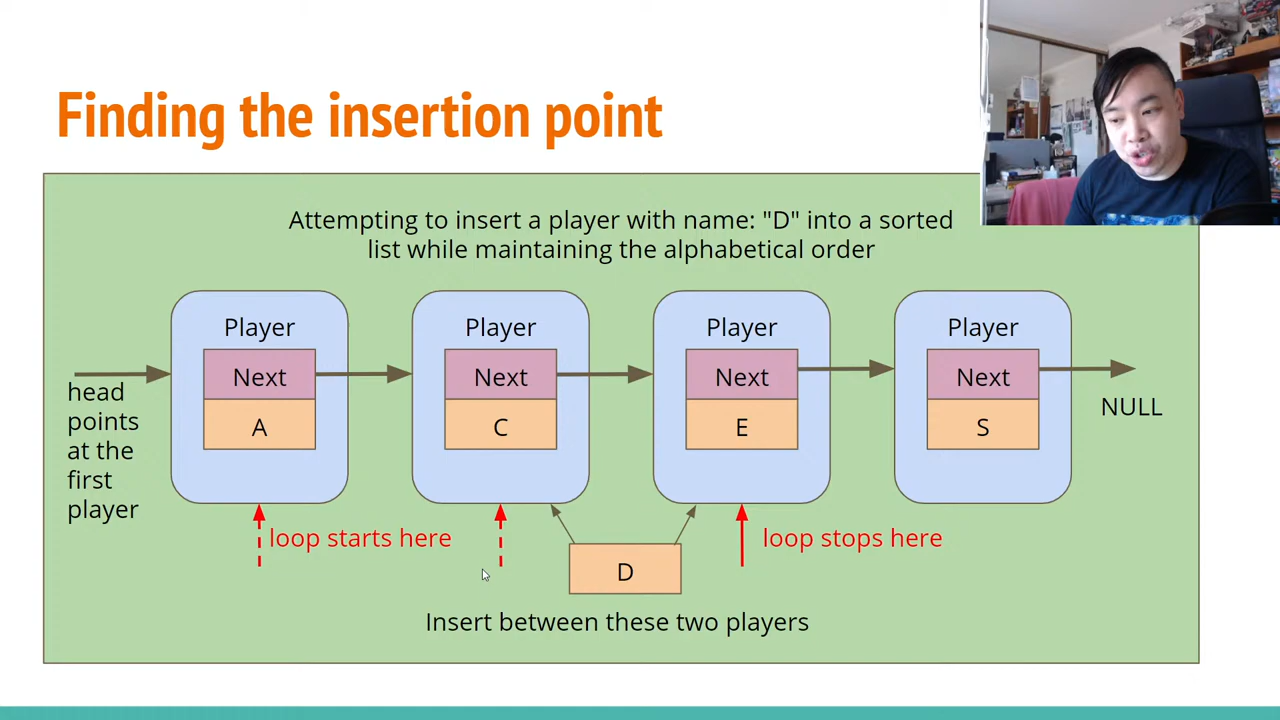 Finding the insertion point
Attempting to insert a player with name: "D" into a sorted
list while maintaining the alphabetical order
Player
Next
A
Player
Next
C
Player
Next
E
Player
Next
S
head
points
at the
first
player
NULL
loop starts here
D
loop stops here
Insert between these two players